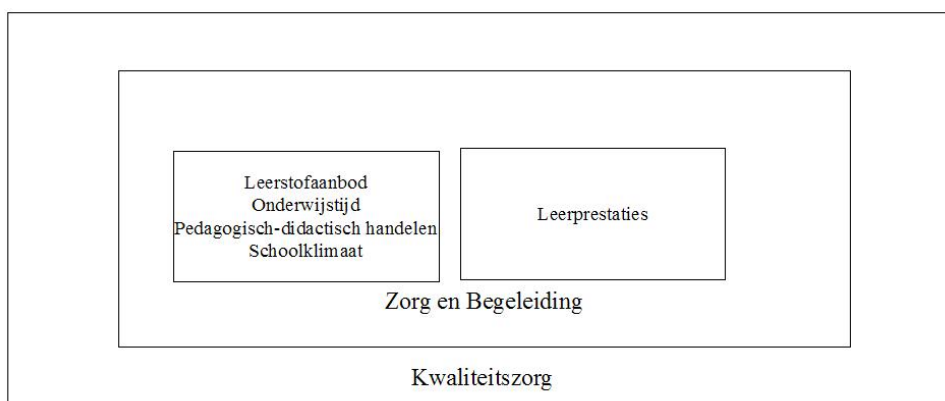 Leerstofaanbod
Onderwijstijd
Pedagogisch-didactisch handelen
Schoolklimaat
Leerprestaties
Zorg en Begeleiding
Kwaliteitszorg